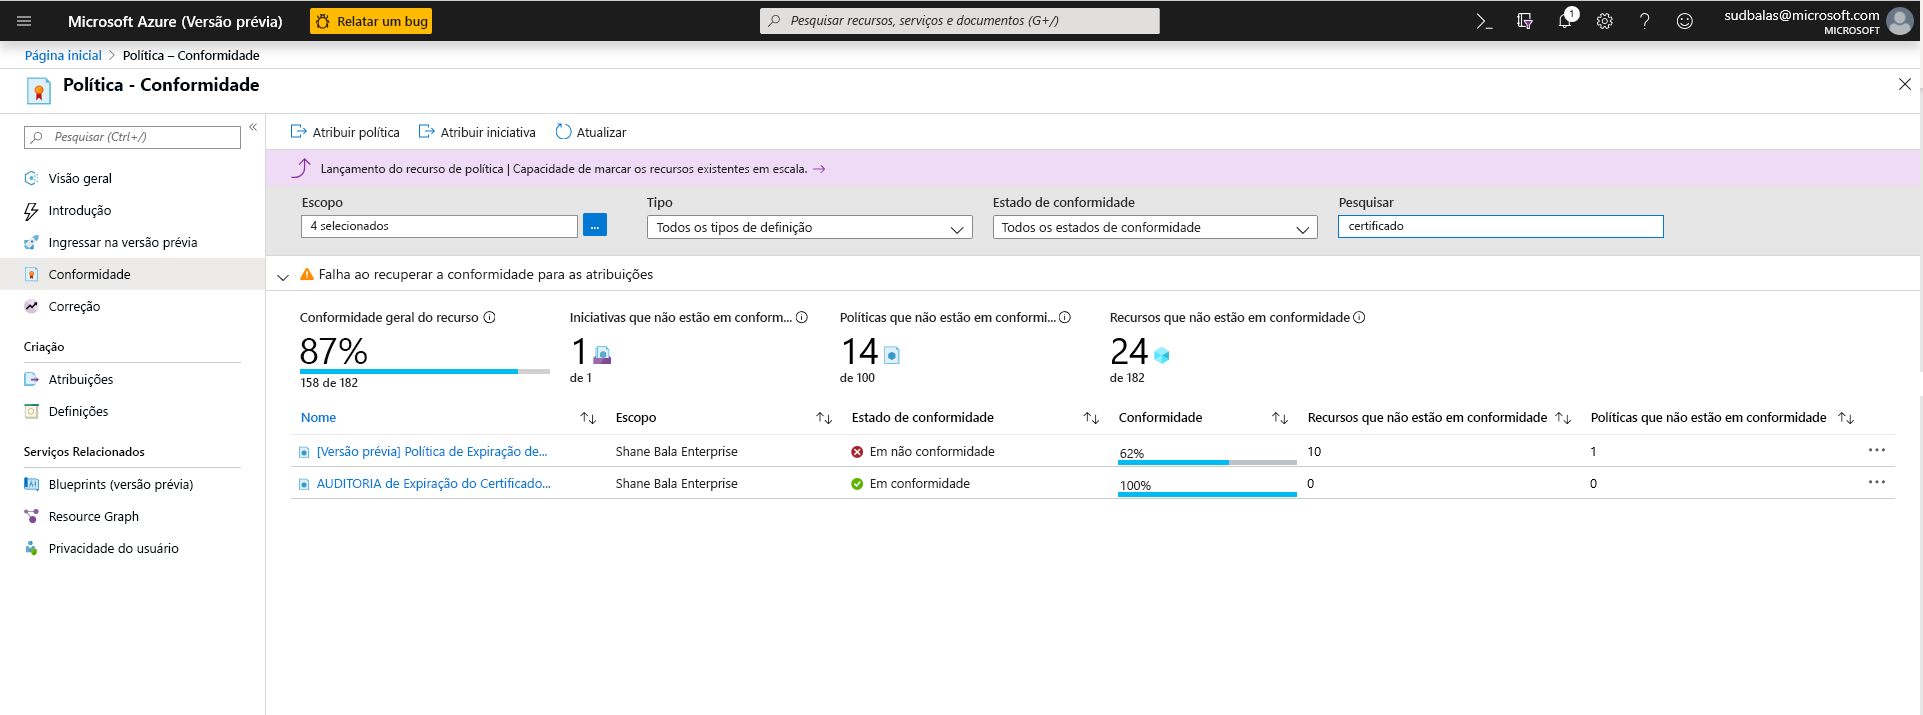 Microsoft Azure (Versão prévia)
Relatar um bug
Pesquisar recursos, serviços e documentos (G+/)
1
sudbalas@microsoft.com
MICROSOFT
Página inicial > Política – Conformidade
Política - Conformidade
Pesquisar (Ctrl+/)
Visão geral
Introdução
Ingressar na versão prévia
Conformidade
Correção
Criação
Atribuições
Definições
Serviços Relacionados
Blueprints (versão prévia)
Resource Graph
Privacidade do usuário
Atribuir política
Atribuir iniciativa
Atualizar
Lançamento do recurso de política | Capacidade de marcar os recursos existentes em escala. →
Escopo
4 selecionados
...
Tipo
Todos os tipos de definição
Estado de conformidade
Todos os estados de conformidade
Pesquisar
certificado
Falha ao recuperar a conformidade para as atribuições
Conformidade geral do recurso
87%
158 de 182
Iniciativas que não estão em conform...
1
de 1
Políticas que não estão em conformi...
14
de 100
Recursos que não estão em conformidade
24
de 182
Nome Escopo Estado de conformidade Conformidade Recursos que não estão em conformidade Políticas que não estão em conformidade
[Versão prévia] Política de Expiração de... Shane Bala Enterprise Em não conformidade 62% 10 1 ...
AUDITORIA de Expiração do Certificado... Shane Bala Enterprise Em conformidade 100% 0 0 ...